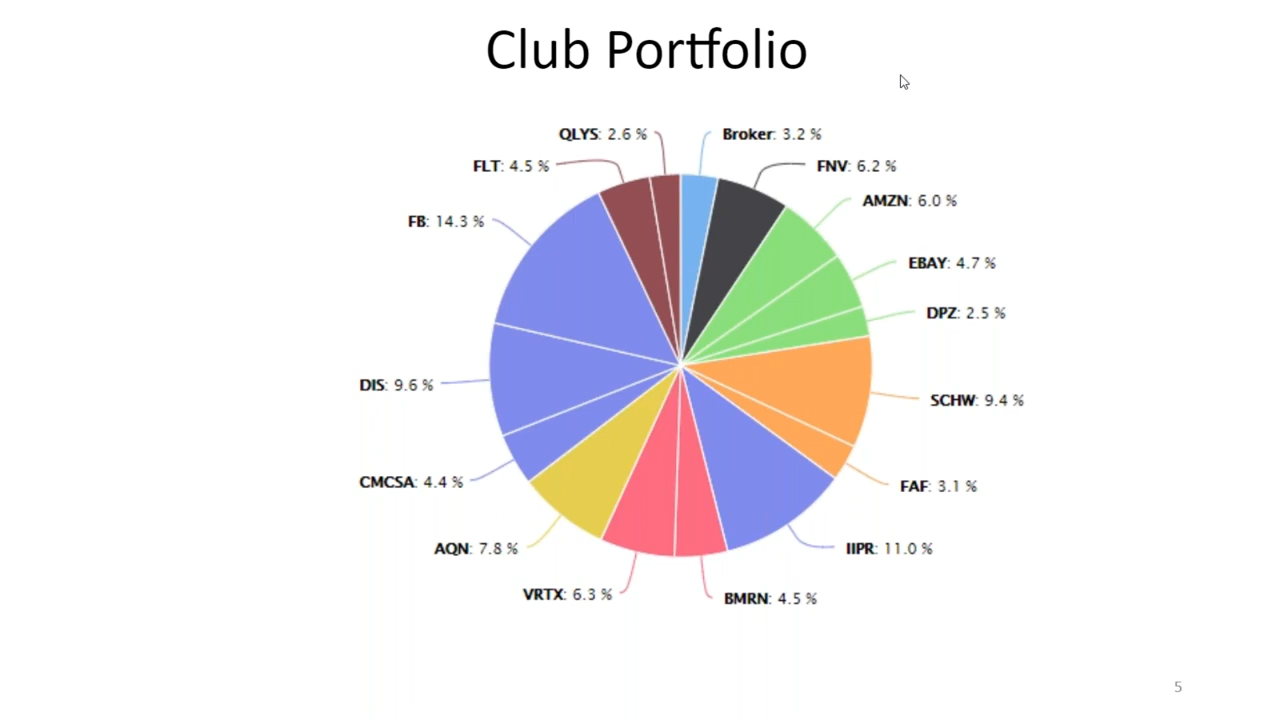 Club Portfolio
QLYS: 2.6 %
Broker: 3.2 %
FLT: 4.5 %
FNV: 6.2 %
AMZN: 6.0 %
FB: 14.3 %
EBAY: 4.7 %
DPZ: 2.5 %
DIS: 9.6 %
SCHW: 9.4 %
CMCSA: 4.4 %
FAF: 3.1 %
AQN: 7.8 %
IIPR: 11.0 %
VRTX: 6.3 %
BMRN: 4.5 %
5